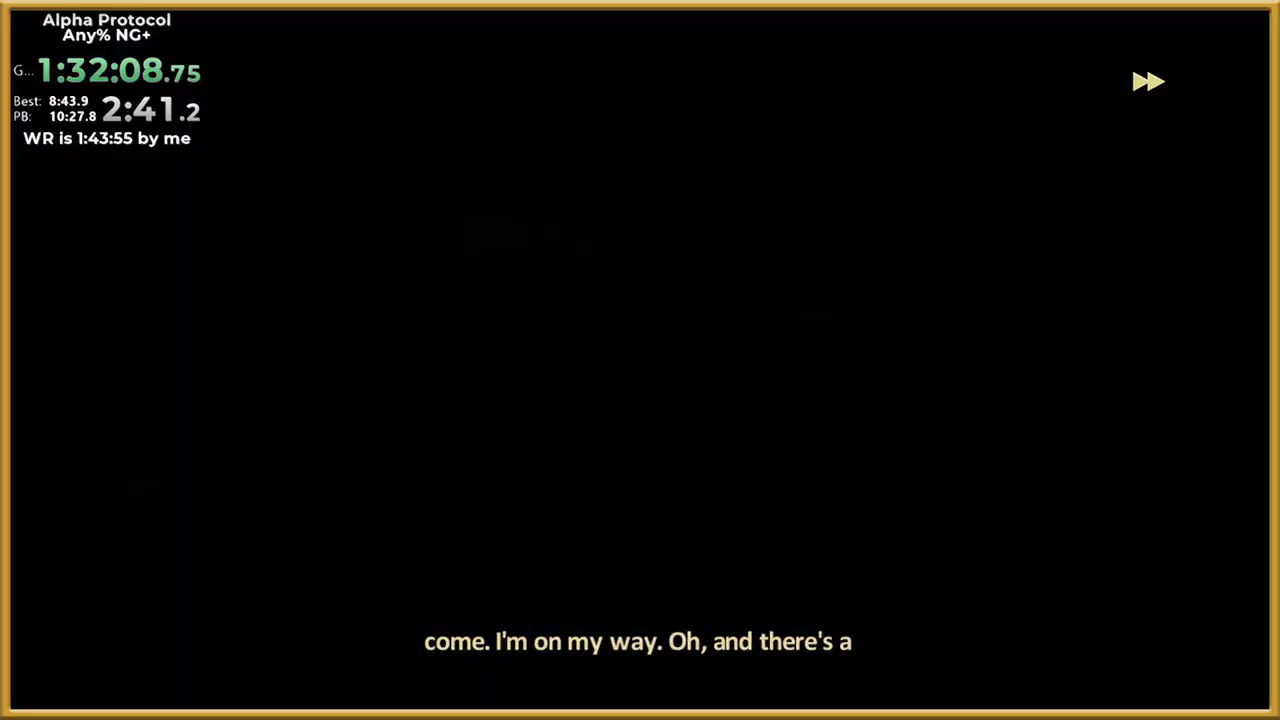 Alpha Protocol
Any% NG+
G... 1:32:08.75
Best: 8:43.9
PB: 10:27.8 2:41.2
WR is 1:43:55 by me
come. I'm on my way. Oh, and there's a